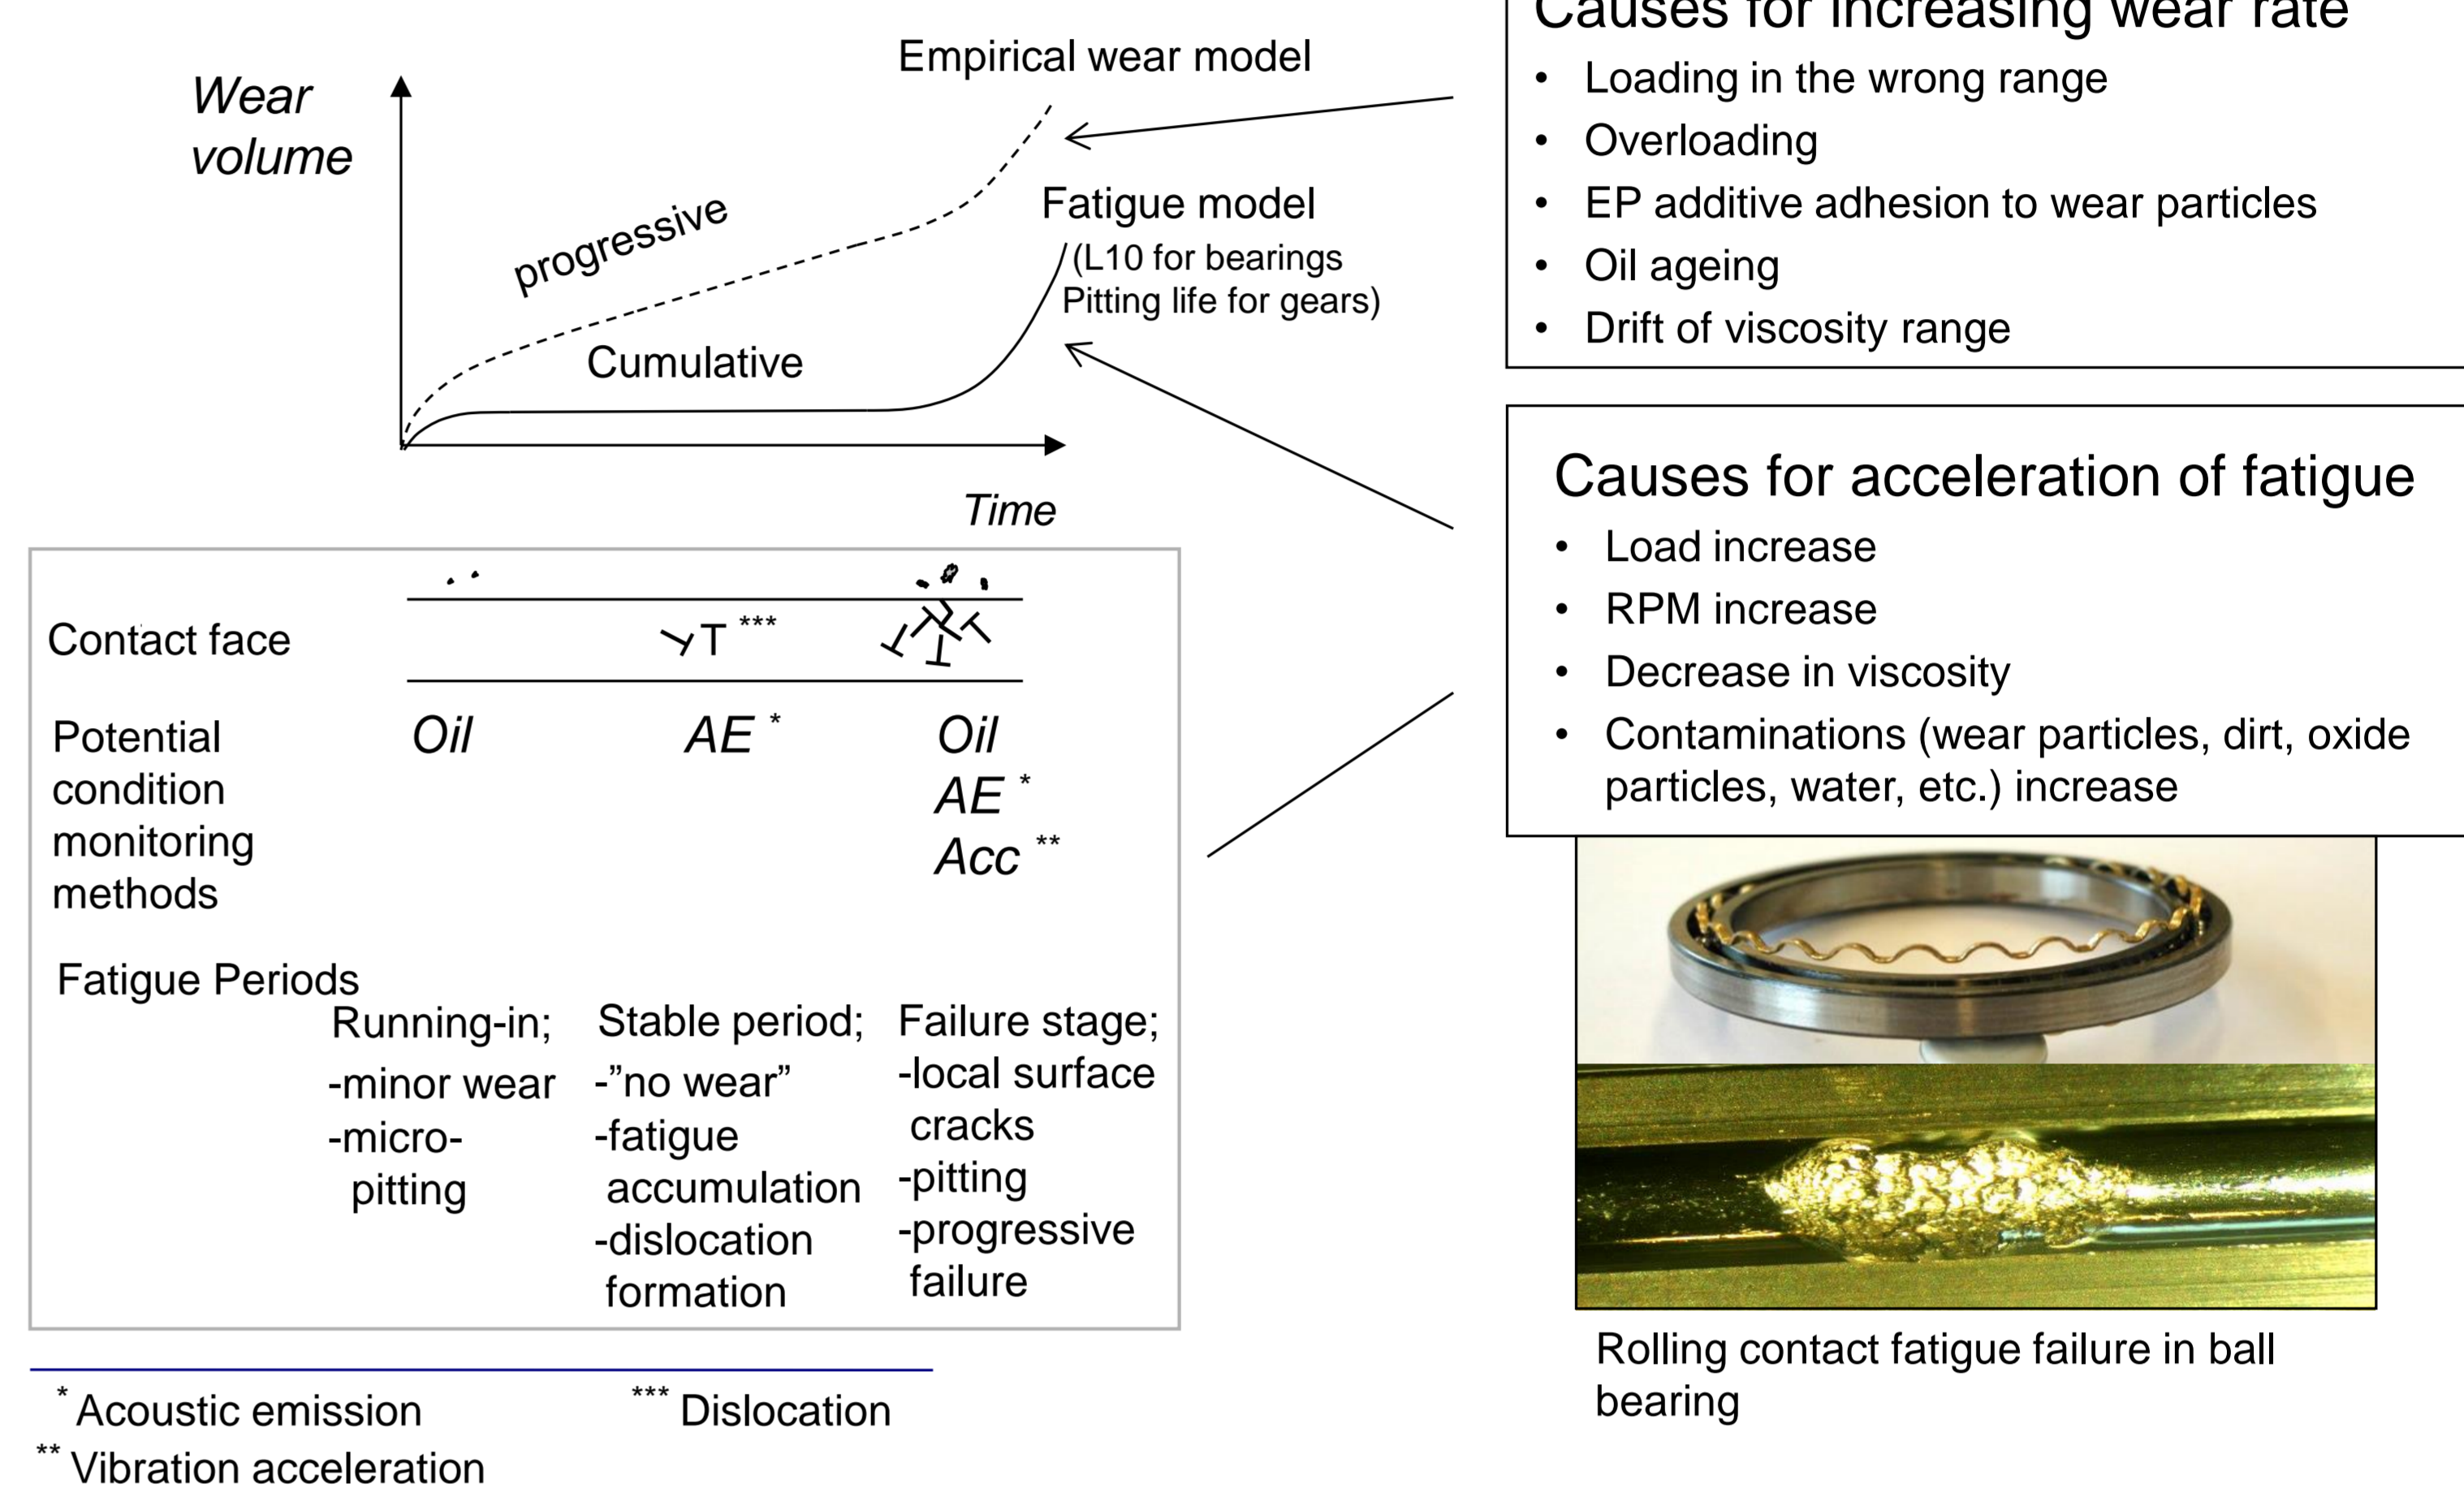 Wear
volume
progressive
Cumulative
Time
Empirical wear model
Fatigue model
(L10 for bearings
Pitting life for gears)
Causes for increasing wear rate
• Loading in the wrong range
• Overloading
• EP additive adhesion to wear particles
• Oil ageing
• Drift of viscosity range
Causes for acceleration of fatigue
• Load increase
• RPM increase
• Decrease in viscosity
• Contaminations (wear particles, dirt, oxide
particles, water, etc.) increase
Contact face
T ***
Potential
condition
monitoring
methods
Oil
AE *
Oil
AE *
Acc **
Fatigue Periods
Running-in;
-minor wear
-micro-
pitting
Stable period;
-”no wear”
-fatigue
accumulation
-dislocation
formation
Failure stage;
-local surface
cracks
-pitting
-progressive
failure
* Acoustic emission
** Vibration acceleration
*** Dislocation
Rolling contact fatigue failure in ball
bearing